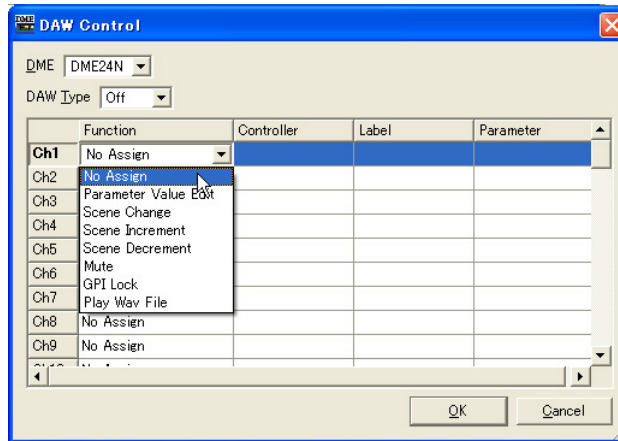 DME DAW Control
DME DME24N
DAW Type Off
Function Controller Label Parameter
Ch1 No Assign
Ch2 No Assign
Ch3 Parameter Value Edit
Scene Change
Ch4 Scene Increment
Ch5 Scene Decrement
Ch6 Mute
GPI Lock
Ch7 Play Wav File
Ch8 No Assign
Ch9 No Assign
OK Cancel